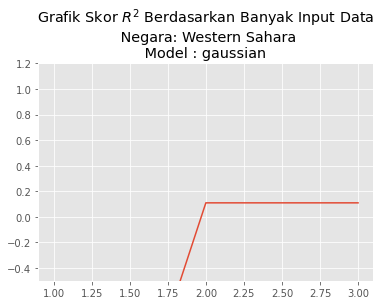 Grafik Skor R² Berdasarkan Banyak Input Data
Negara: Western Sahara
Model : gaussian
1.2
1.0
0.8
0.6
0.4
0.2
0.0
−0.2
−0.4
1.00 1.25 1.50 1.75 2.00 2.25 2.50 2.75 3.00